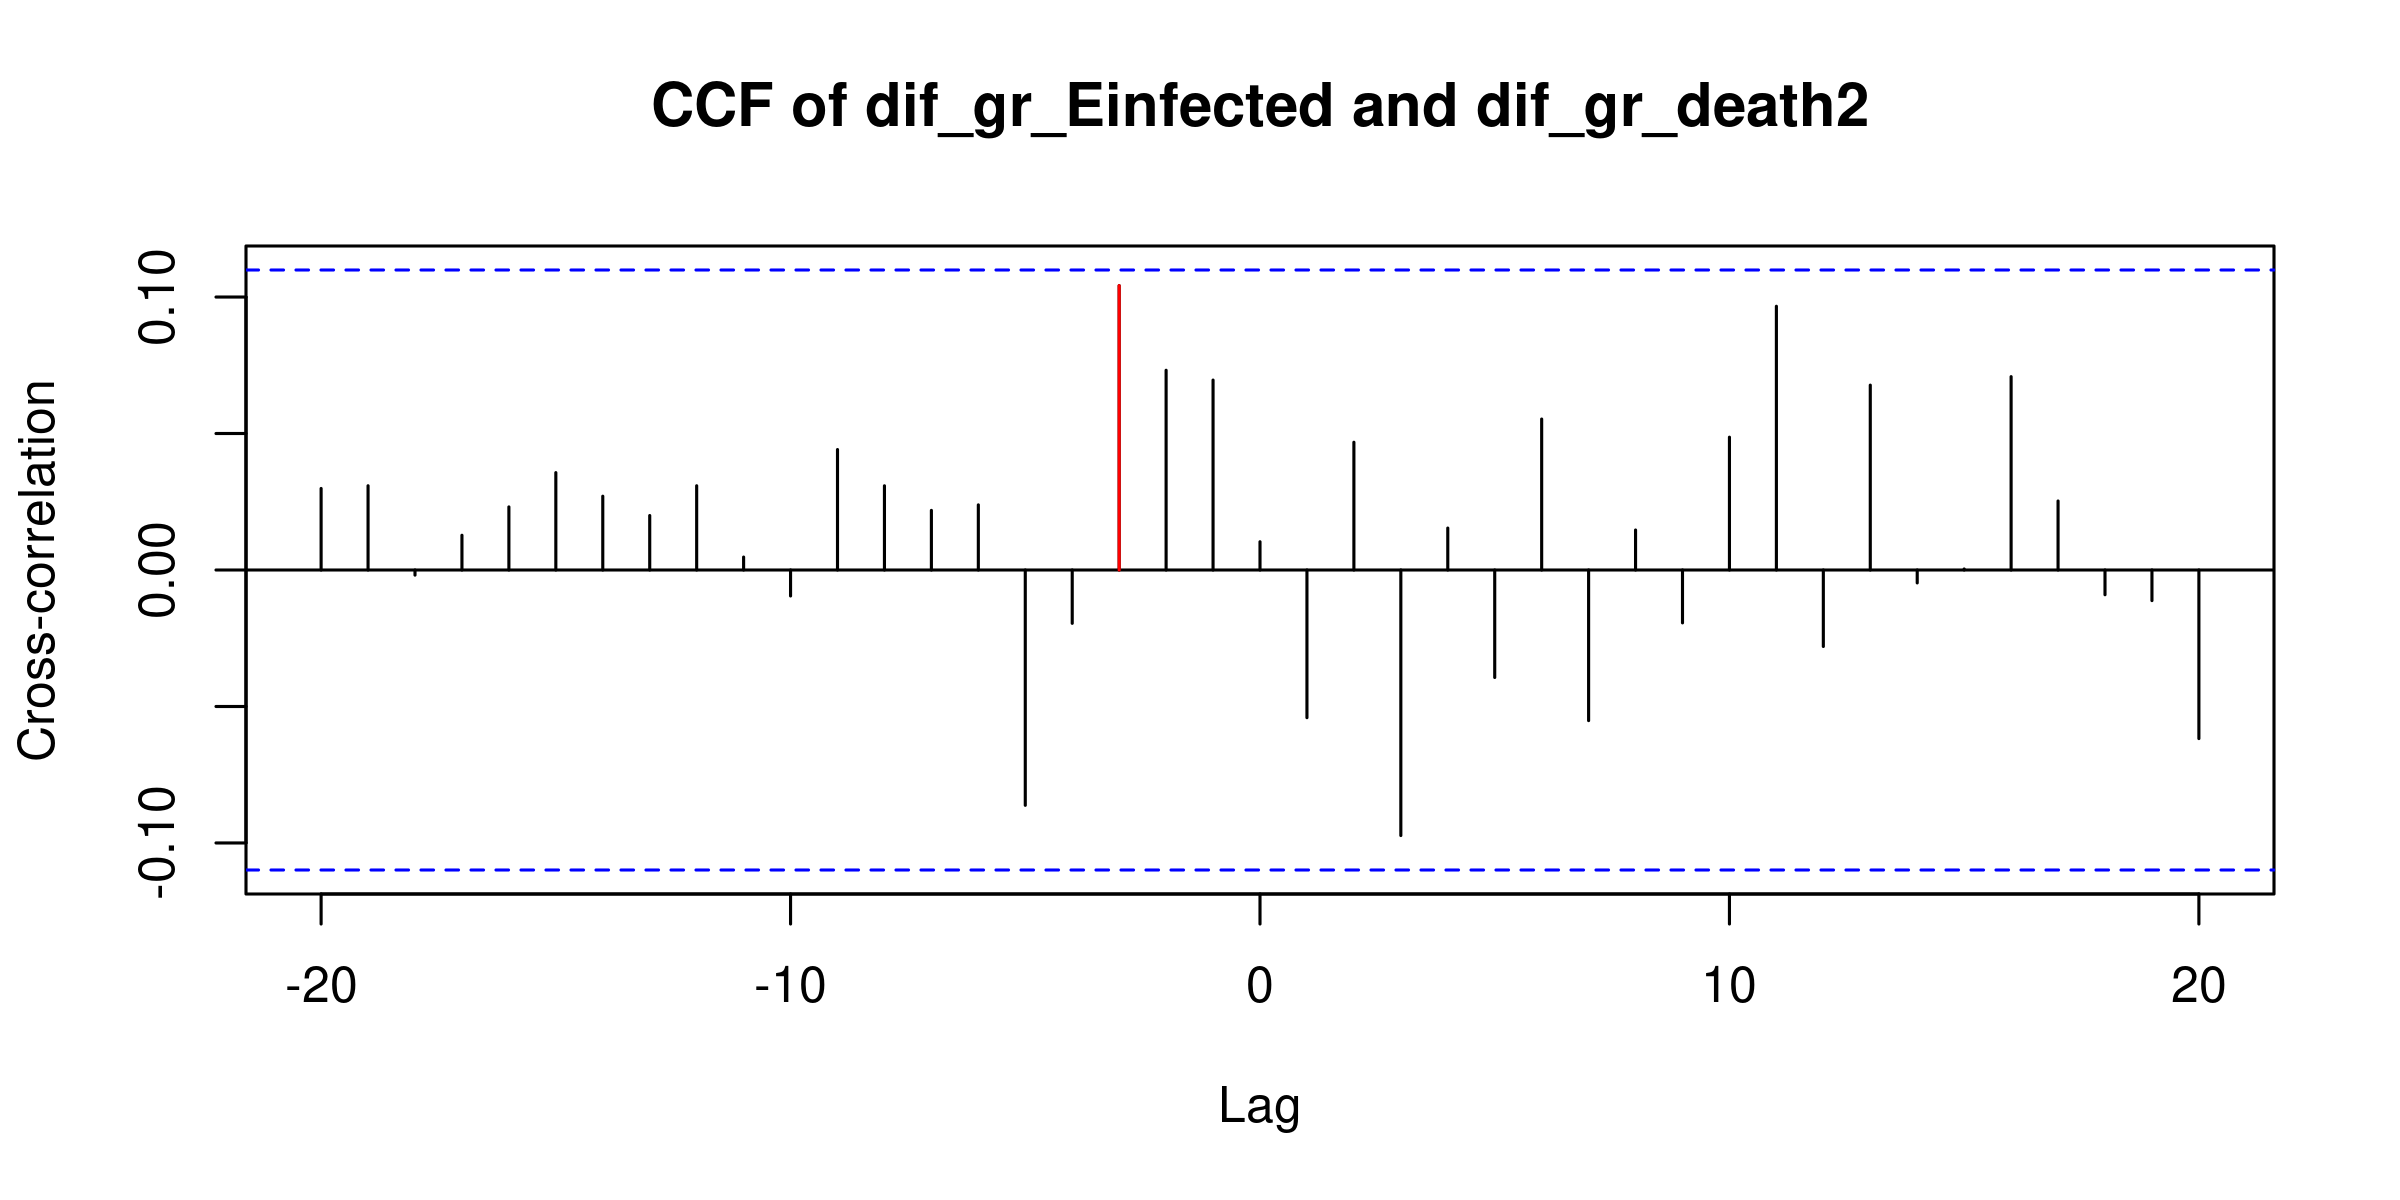 CCF of dif_gr_Einfected and dif_gr_death2
Cross-correlation
0.10
0.00
-0.10
-20 -10 0 10 20
Lag